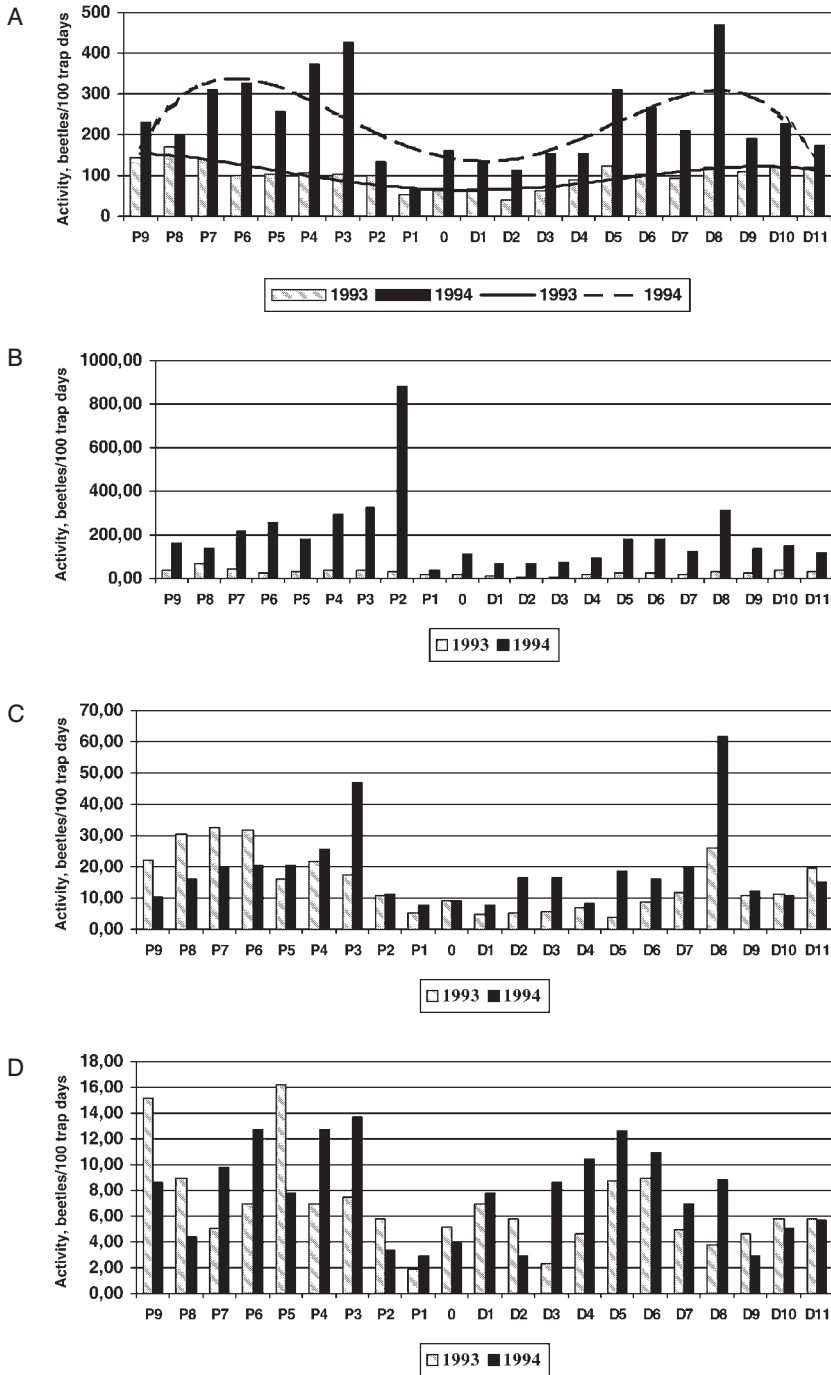 A
Activity, beetles/100 trap days
500
400
300
200
100
0
P9 P8 P7 P6 P5 P4 P3 P2 P1 0 D1 D2 D3 D4 D5 D6 D7 D8 D9 D10 D11
1993 1994 1993 1994
B
Activity, beetles/100 trap days
1000,00
800,00
600,00
400,00
200,00
0,00
P9 P8 P7 P6 P5 P4 P3 P2 P1 0 D1 D2 D3 D4 D5 D6 D7 D8 D9 D10 D11
1993 1994
C
Activity, beetles/100 trap days
70,00
60,00
50,00
40,00
30,00
20,00
10,00
0,00
P9 P8 P7 P6 P5 P4 P3 P2 P1 0 D1 D2 D3 D4 D5 D6 D7 D8 D9 D10 D11
1993 1994
D
Activity, beetles/100 trap days
18,00
16,00
14,00
12,00
10,00
8,00
6,00
4,00
2,00
0,00
P9 P8 P7 P6 P5 P4 P3 P2 P1 0 D1 D2 D3 D4 D5 D6 D7 D8 D9 D10 D11
1993 1994